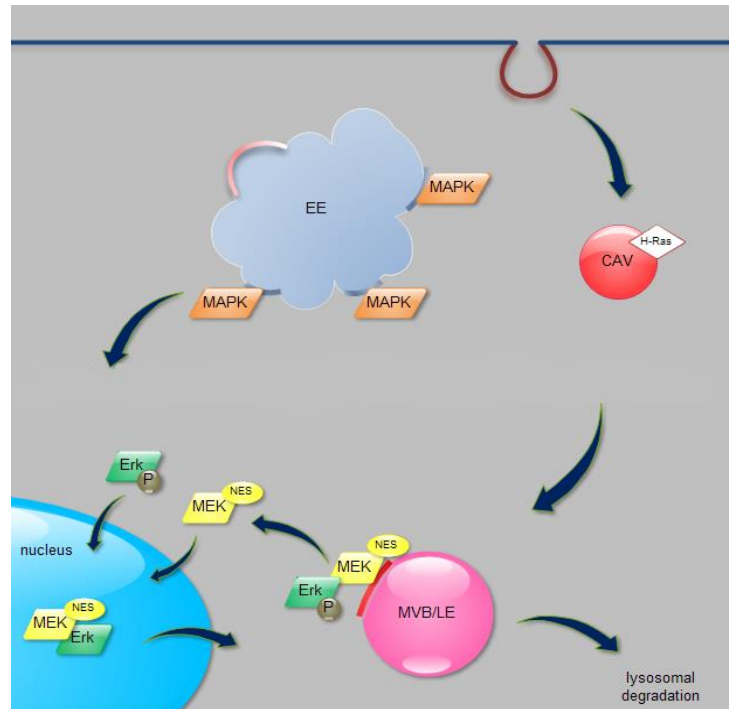 MAPK
EE
H-Ras
CAV
MAPK
MAPK
Erk
P
NES
MEK
nucleus
NES
MEK
Erk
P
MVB/LE
NES
MEK
Erk
lysosomal
degradation